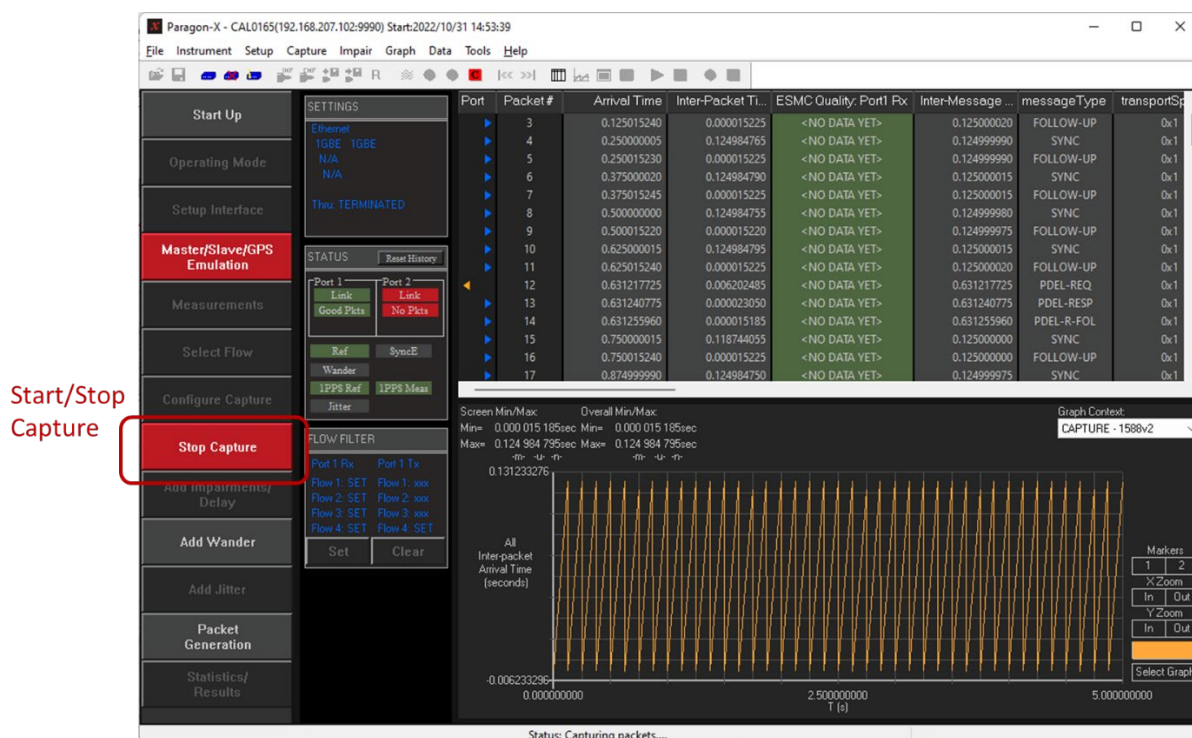 Paragon-X - CAL0165(192.168.207.102:9990) Start:2022/10/31 14:53:39
File Instrument Setup Capture Impair Graph Data Tools Help
Start Up
Operating Mode
Setup Interface
Master/Slave/GPS
Emulation
Measurements
Select Flow
Configure Capture
Start/Stop
Capture
Stop Capture
Add Impairments/
Delay
Add Wander
Add Jitter
Packet
Generation
Statistics/
Results
SETTINGS
Ethernet
1GBE 1GBE
N/A
N/A
Thru: TERMINATED
STATUS Reset History
Port 1 Port 2
Link Link
Good Pkts No Pkts
Ref SyncE
Wander
1PPS Ref 1PPS Meas
Jitter
FLOW FILTER
Port 1 Rx Port 1 Tx
Flow 1: SET Flow 1: xxx
Flow 2: SET Flow 2: xxx
Flow 3: SET Flow 3: xxx
Flow 4: SET Flow 4: SET
Set Clear
Port Packet # Arrival Time Inter-Packet Ti... ESMC Quality: Port1 Rx Inter-Message ... messageType transportSp
3 0.125015240 0.000015225 <NO DATA YET> 0.125000020 FOLLOW-UP 0x1
4 0.250000005 0.124984765 <NO DATA YET> 0.124999990 SYNC 0x1
5 0.250015230 0.000015225 <NO DATA YET> 0.124999990 FOLLOW-UP 0x1
6 0.375000020 0.124984790 <NO DATA YET> 0.125000015 SYNC 0x1
7 0.375015245 0.000015225 <NO DATA YET> 0.125000015 FOLLOW-UP 0x1
8 0.500000000 0.124984755 <NO DATA YET> 0.124999980 SYNC 0x1
9 0.500015220 0.000015220 <NO DATA YET> 0.124999975 FOLLOW-UP 0x1
10 0.625000015 0.124984795 <NO DATA YET> 0.125000015 SYNC 0x1
11 0.625015240 0.000015225 <NO DATA YET> 0.125000020 FOLLOW-UP 0x1
12 0.631217725 0.006202485 <NO DATA YET> 0.631217725 PDEL-REQ 0x1
13 0.631240775 0.000023050 <NO DATA YET> 0.631240775 PDEL-RESP 0x1
14 0.631255960 0.000015185 <NO DATA YET> 0.631255960 PDEL-R-FOL 0x1
15 0.750000015 0.118744055 <NO DATA YET> 0.125000000 SYNC 0x1
16 0.750015240 0.000015225 <NO DATA YET> 0.125000000 FOLLOW-UP 0x1
17 0.874999990 0.124984750 <NO DATA YET> 0.124999975 SYNC 0x1
Screen Min/Max: Overall Min/Max:
Min= 0.000 015 185sec Min= 0.000 015 185sec
Max= 0.124 984 795sec Max= 0.124 984 795sec
-m- -u- -n- -m- -u- -n-
Graph Context:
CAPTURE - 1588v2
0.131233276
All
Inter-packet
Arrival Time
(seconds)
-0.006233296
0.000000000 2.500000000 5.000000000
T (s)
Markers
1 2
X Zoom
In Out
Y Zoom
In Out
Select Graph
Status: Capturing packets....